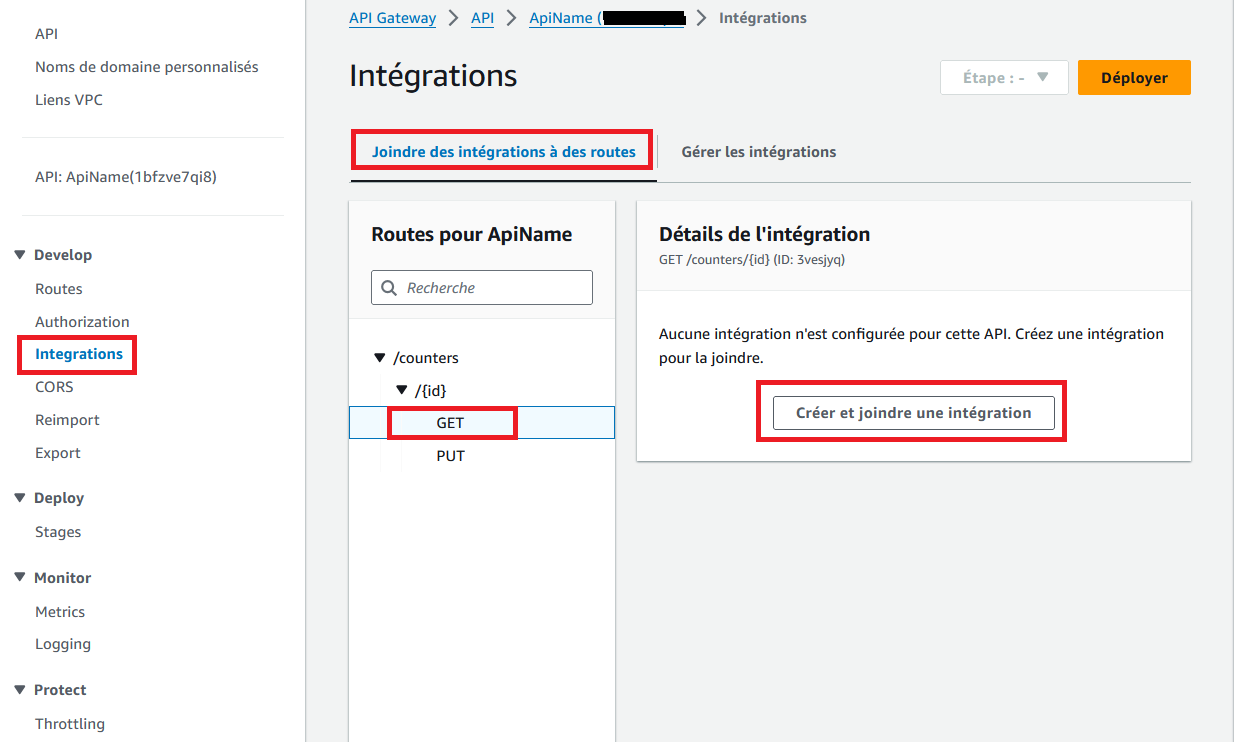 API
Noms de domaine personnalisés
Liens VPC
API: ApiName(1bfzve7qi8)
Develop
Routes
Authorization
Integrations
CORS
Reimport
Export
Deploy
Stages
Monitor
Metrics
Logging
Protect
Throttling
API Gateway > API > ApiName ( > Intégrations
Intégrations
Étape : -
Déployer
Joindre des intégrations à des routes
Gérer les intégrations
Routes pour ApiName
Recherche
/counters
/{id}
GET
PUT
Détails de l'intégration
GET /counters/{id} (ID: 3vesjyq)
Aucune intégration n'est configurée pour cette API. Créez une intégration
pour la joindre.
Créer et joindre une intégration